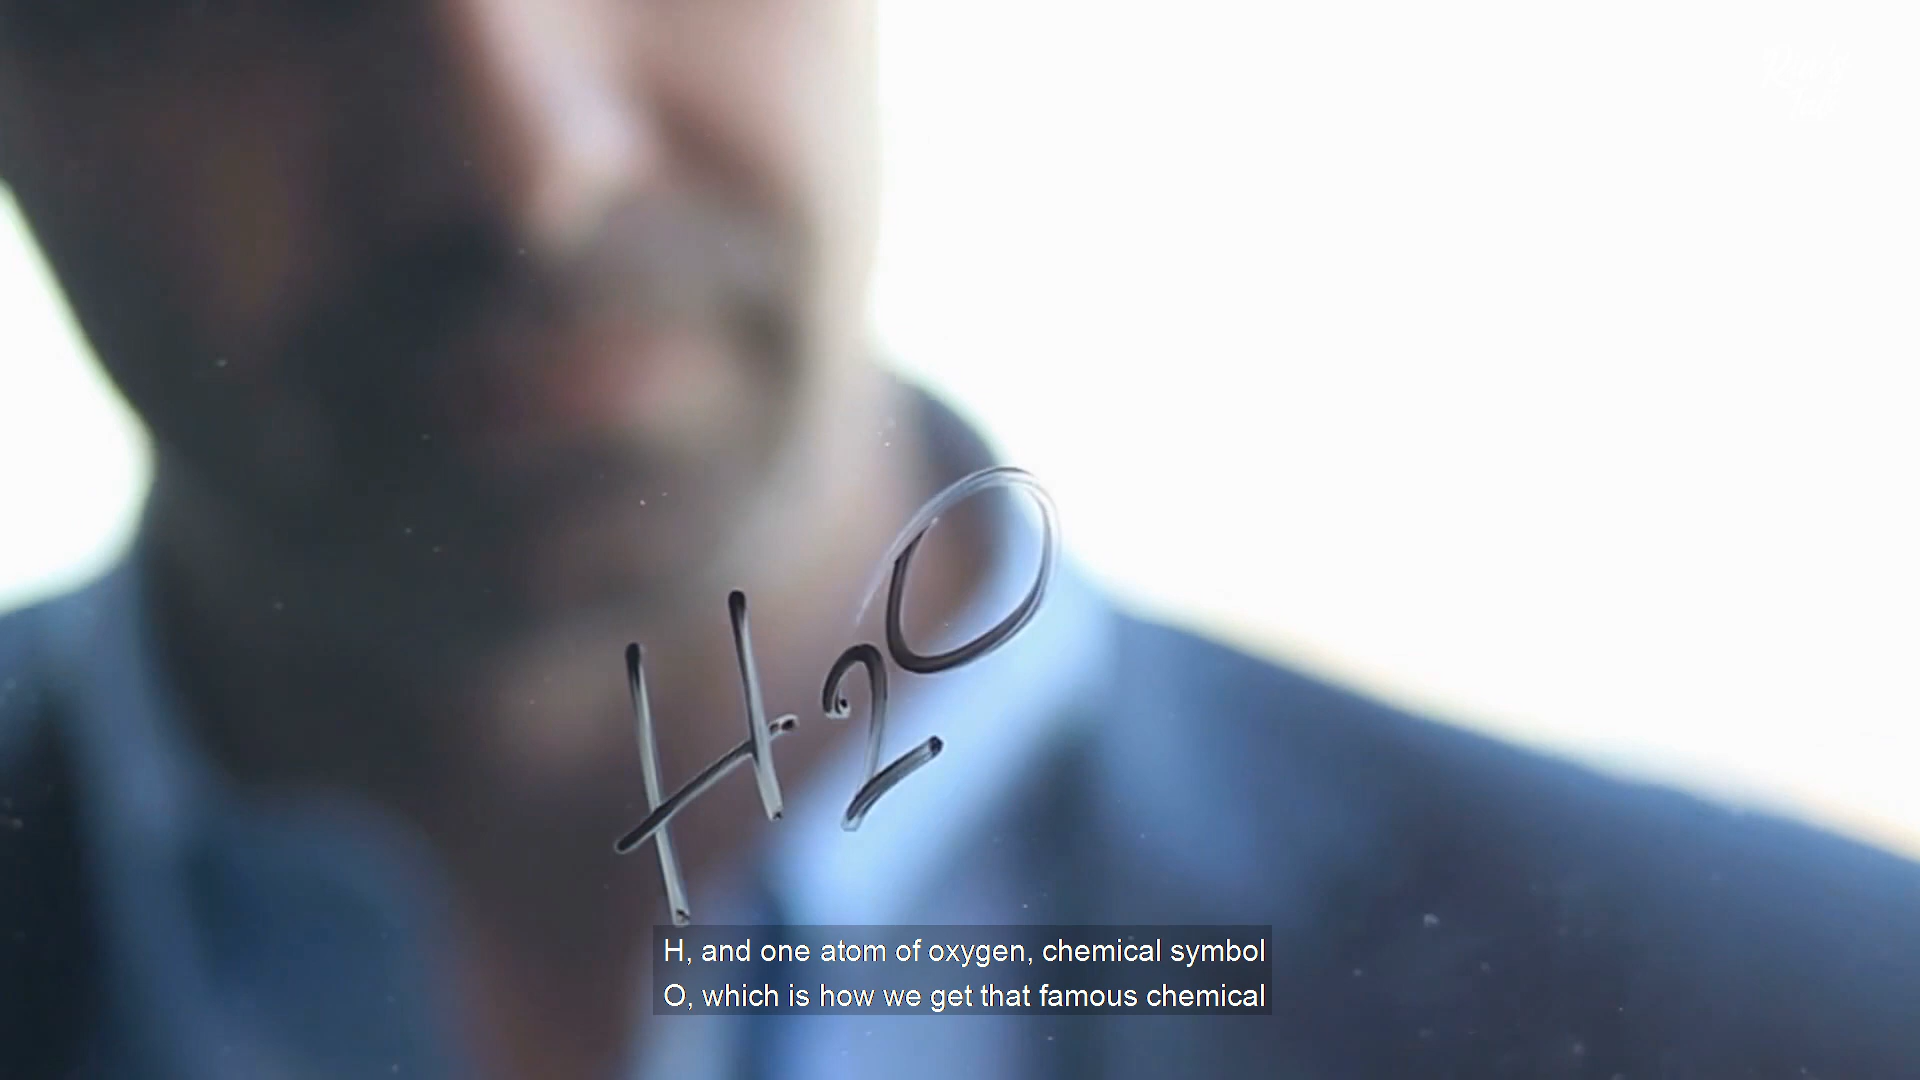 H2O
H, and one atom of oxygen, chemical symbol
O, which is how we get that famous chemical